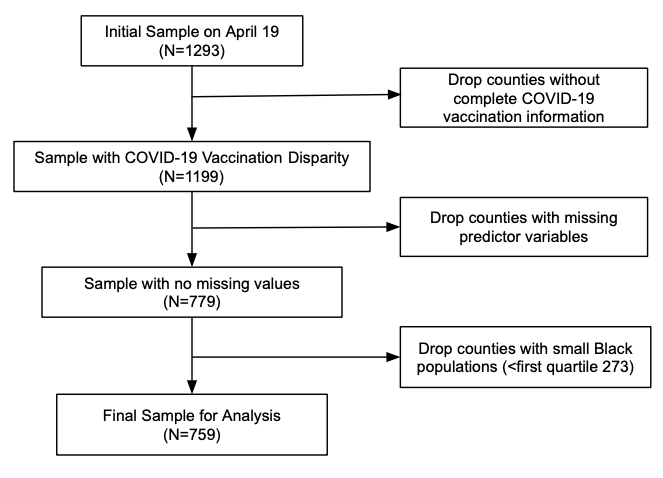 Initial Sample on April 19
(N=1293)
Drop counties without
complete COVID-19
vaccination information
Sample with COVID-19 Vaccination Disparity
(N=1199)
Drop counties with missing
predictor variables
Sample with no missing values
(N=779)
Drop counties with small Black
populations (<first quartile 273)
Final Sample for Analysis
(N=759)